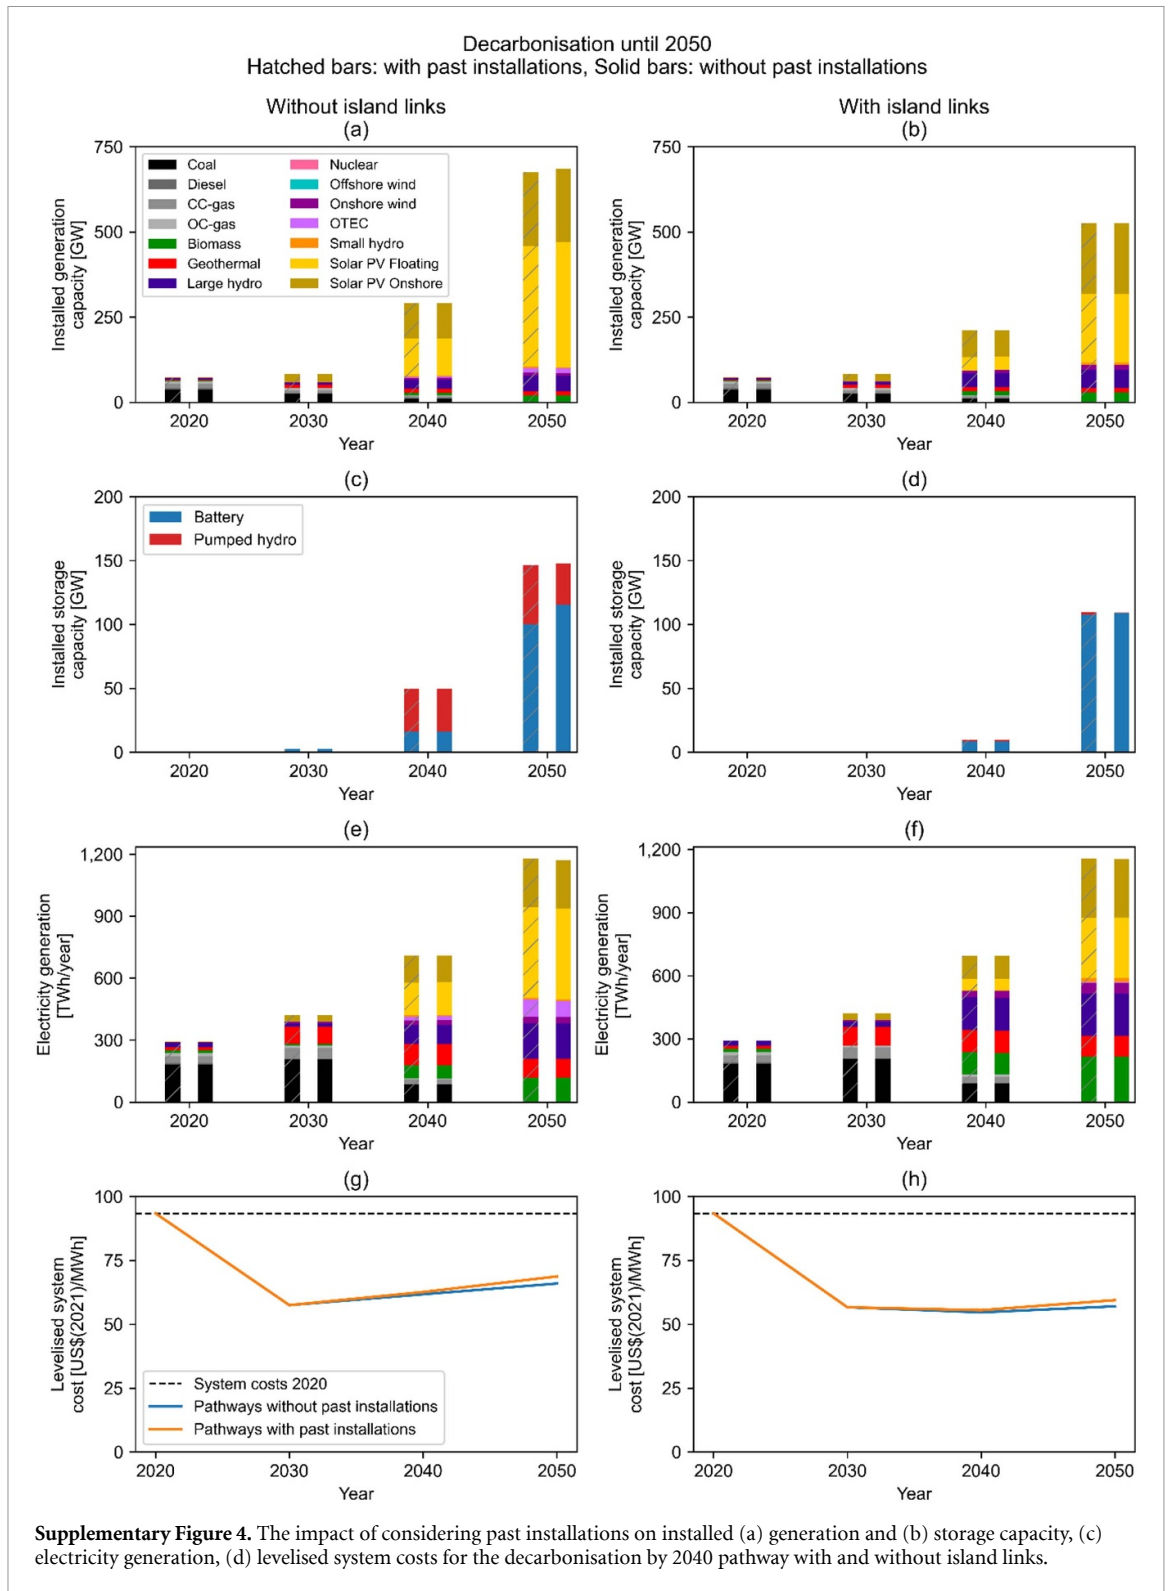 Decarbonisation until 2050
Hatched bars: with past installations, Solid bars: without past installations
Without island links
With island links
(a)
(b)
750
500
250
0
Installed generation
capacity [GW]
Coal
Diesel
CC-gas
OC-gas
Biomass
Geothermal
Large hydro
Nuclear
Offshore wind
Onshore wind
OTEC
Small hydro
Solar PV Floating
Solar PV Onshore
2020
2030
2040
2050
Year
750
500
250
0
Installed generation
capacity [GW]
2020
2030
2040
2050
Year
(c)
(d)
200
150
100
50
0
Installed storage
capacity [GW]
Battery
Pumped hydro
2020
2030
2040
2050
Year
200
150
100
50
0
Installed storage
capacity [GW]
2020
2030
2040
2050
Year
(e)
(f)
1,200
900
600
300
0
Electricity generation
[TWh/year]
2020
2030
2040
2050
Year
1,200
900
600
300
0
Electricity generation
[TWh/year]
2020
2030
2040
2050
Year
(g)
(h)
100
75
50
25
0
Levelised system
cost [US$(2021)/MWh]
System costs 2020
Pathways without past installations
Pathways with past installations
2020
2030
2040
2050
Year
100
75
50
25
0
Levelised system
cost [US$(2021)/MWh]
2020
2030
2040
2050
Year
Supplementary Figure 4. The impact of considering past installations on installed (a) generation and (b) storage capacity, (c)
electricity generation, (d) levelised system costs for the decarbonisation by 2040 pathway with and without island links.